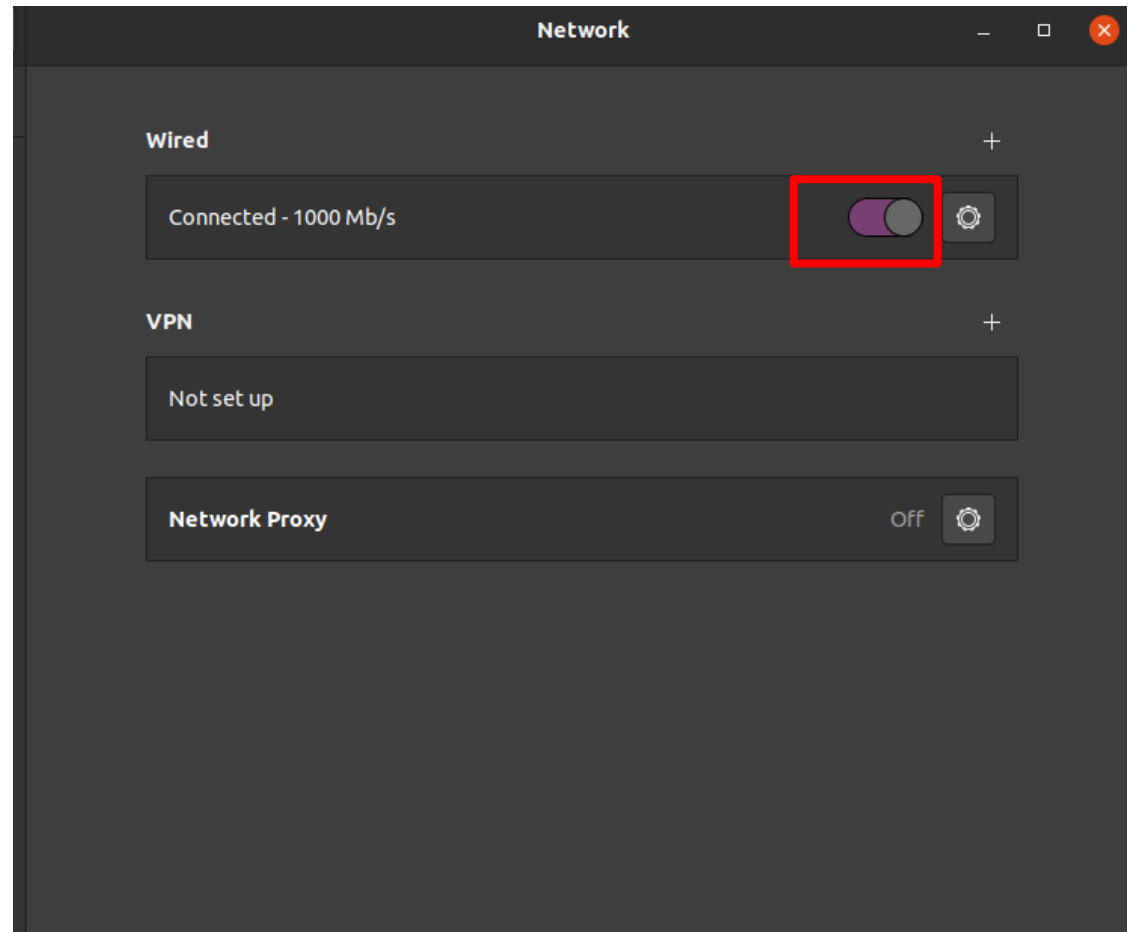 Network
Wired
Connected - 1000 Mb/s
VPN
Not set up
Network Proxy
Off